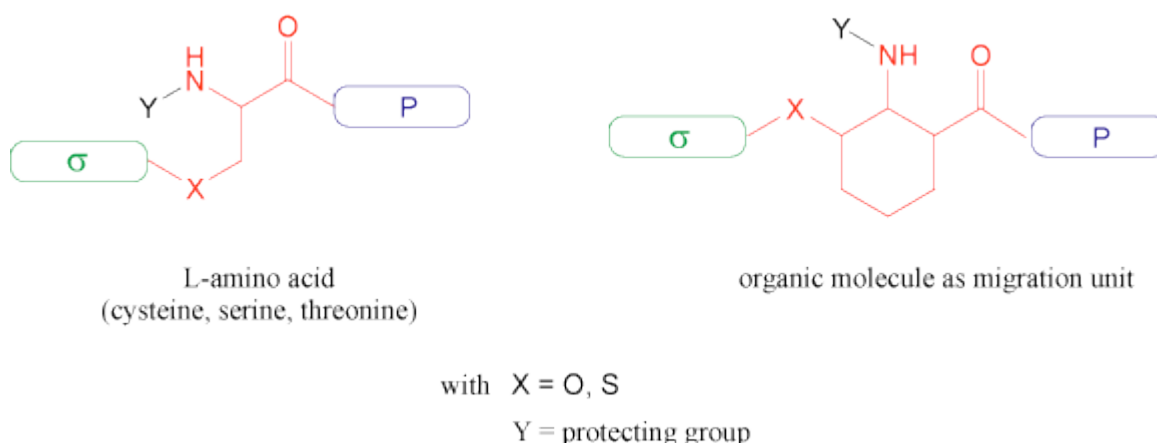 H
N
O
Y
P
σ
X
Y
NH
O
X
σ
P
L-amino acid
(cysteine, serine, threonine)
organic molecule as migration unit
with X = O, S
Y = protecting group